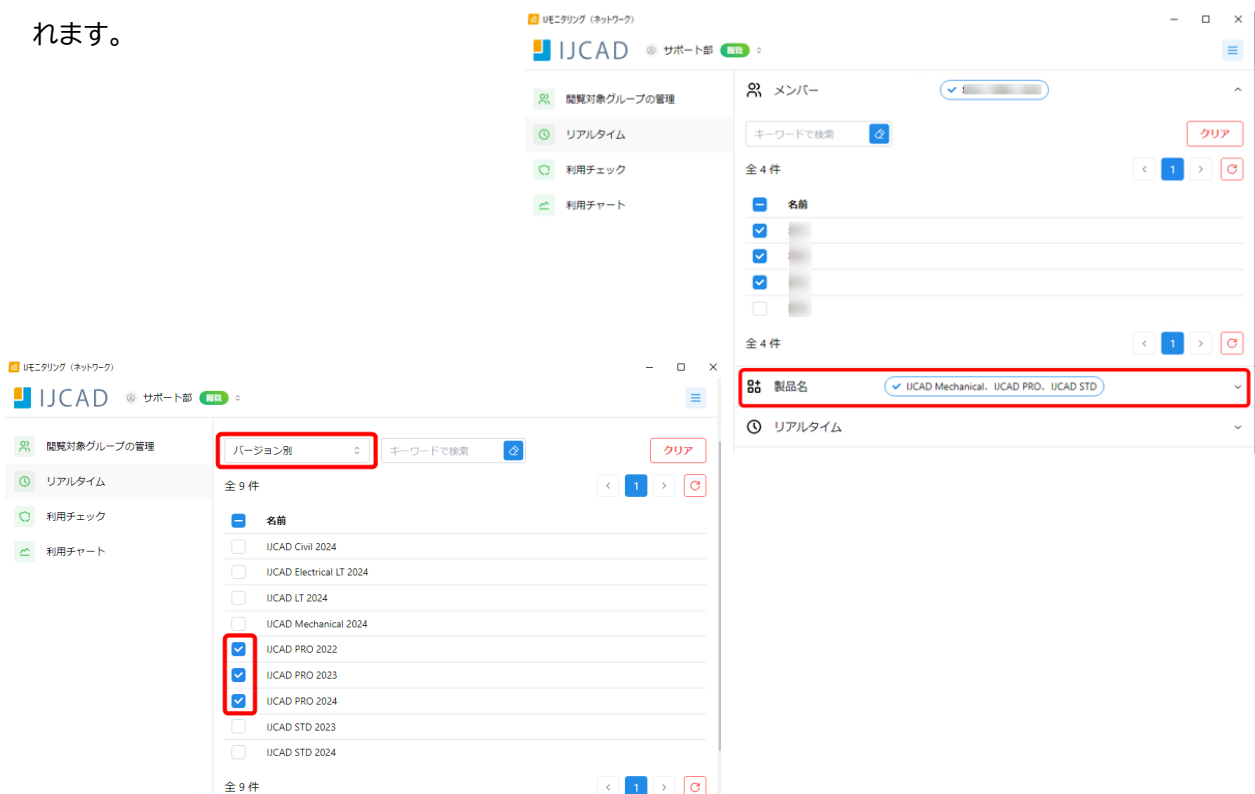 れます。
IJモニタリング（ネットワーク）
IJCAD サポート部 閲覧
閲覧対象グループの管理
リアルタイム
利用チェック
利用チャート
メンバー
キーワードで検索 クリア
全 4 件 1
名前
全 4 件 1
製品名 IJCAD Mechanical、IJCAD PRO、IJCAD STD
リアルタイム
IJモニタリング（ネットワーク）
IJCAD サポート部 閲覧
閲覧対象グループの管理
リアルタイム
利用チェック
利用チャート
バージョン別 キーワードで検索 クリア
全 9 件 1
名前
IJCAD Civil 2024
IJCAD Electrical LT 2024
IJCAD LT 2024
IJCAD Mechanical 2024
IJCAD PRO 2022
IJCAD PRO 2023
IJCAD PRO 2024
IJCAD STD 2023
IJCAD STD 2024
全 9 件 1